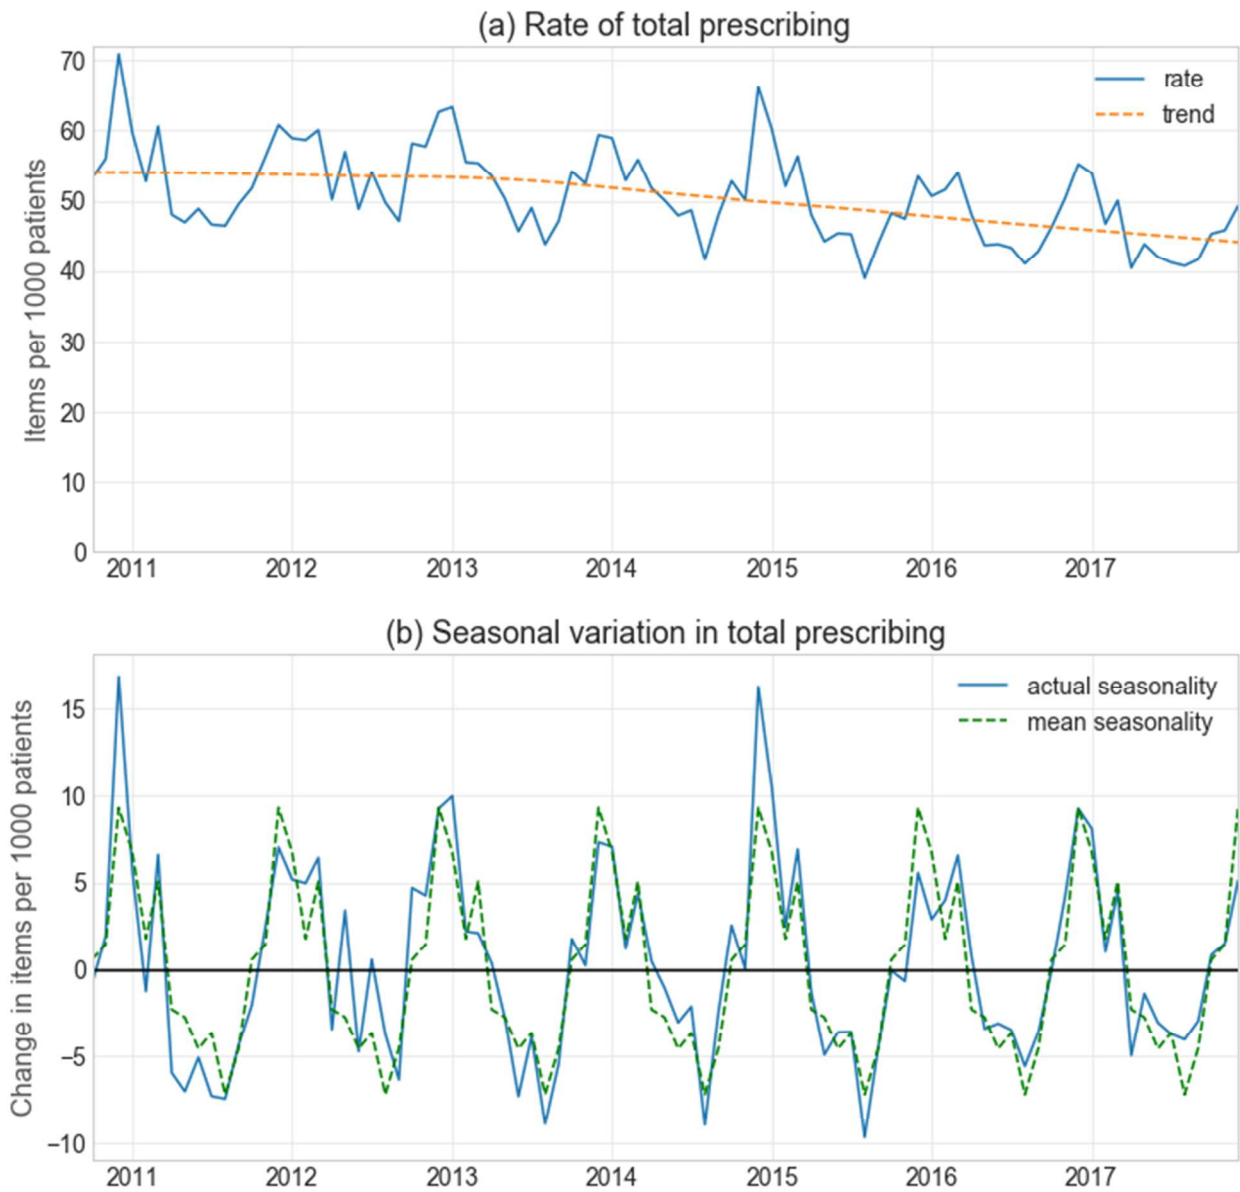 (a) Rate of total prescribing
Items per 1000 patients
70
60
50
40
30
20
10
0
rate
trend
2011 2012 2013 2014 2015 2016 2017
(b) Seasonal variation in total prescribing
Change in items per 1000 patients
15
10
5
0
−5
−10
actual seasonality
mean seasonality
2011 2012 2013 2014 2015 2016 2017